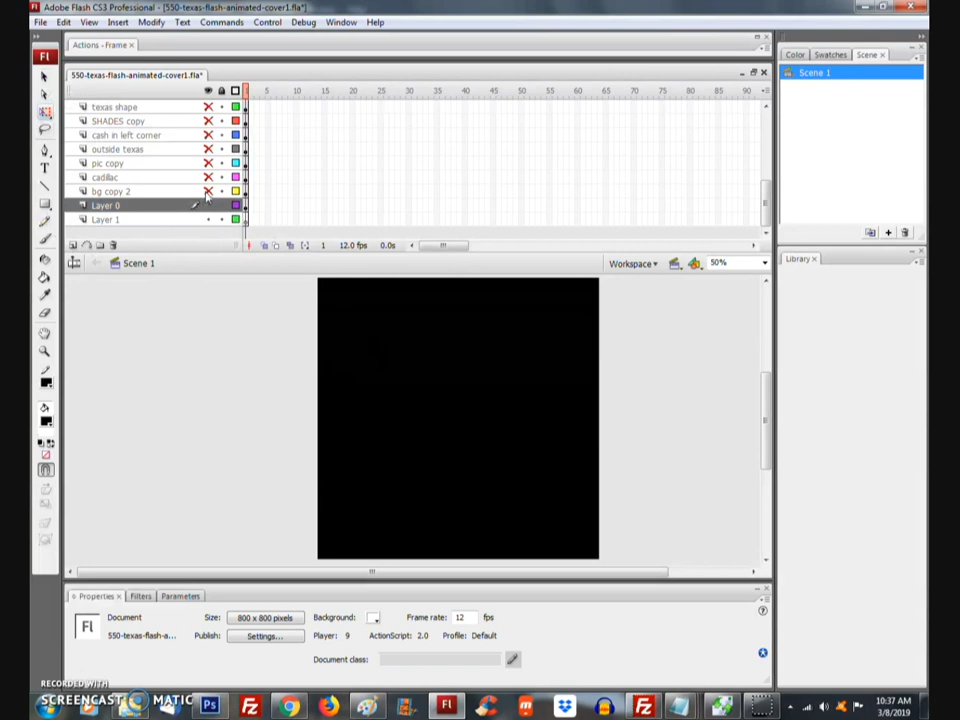 Adobe Flash CS3 Professional - [550-texas-flash-animated-cover1.fla*]
File Edit View Insert Modify Text Commands Control Debug Window Help
Actions - Frame ×
Color Swatches Scene ×
Scene 1
550-texas-flash-animated-cover1.fla*
5 10 15 20 25 30 35 40 45 50 55 60 65 70 75 80 85 90
texas shape
SHADES copy
cash in left corner
outside texas
pic copy
cadillac
bg copy 2
Layer 0
Layer 1
1 12.0 fps 0.0s
Scene 1 Workspace 50%
Library ×
Properties × Filters Parameters
Fl Document Size: 800 x 800 pixels Background: Frame rate: 12 fps
550-texas-flash-a... Publish: Settings... Player: 9 ActionScript: 2.0 Profile: Default
Document class:
RECORDED WITH
SCREENCAST MATIC
10:37 AM
3/8/2019